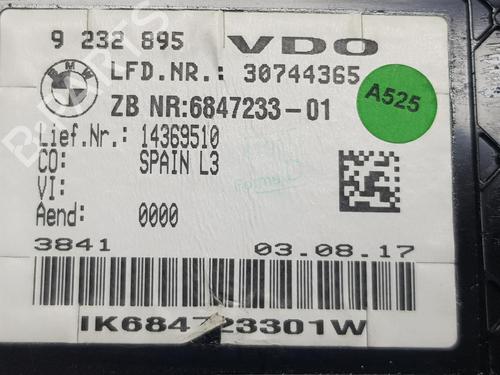 9 232 895 VDO
BMW
LFD.NR.: 30744365
ZB NR:6847233-01
A525
Lief.Nr.: 14369510
CO: SPAIN L3
VI:
Aend: 0000
3841 03.08.17
IK684723301W